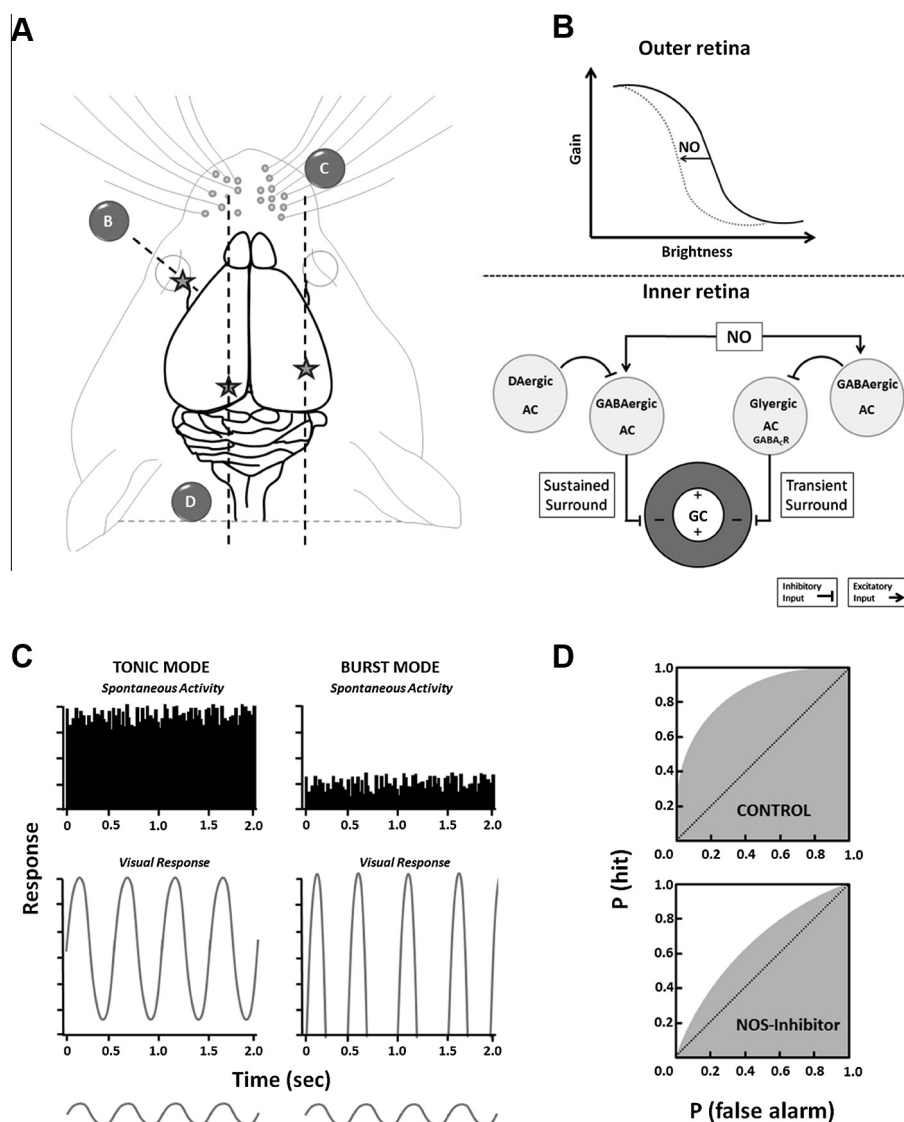 A
B
C
D
B
Outer retina
Gain
NO
Brightness
Inner retina
NO
DAergic
AC
GABAergic
AC
Glyergic
AC
GABACR
GABAergic
AC
Sustained
Surround
GC
+
+
−
−
Transient
Surround
Inhibitory
Input
Excitatory
Input
C
TONIC MODE
Spontaneous Activity
BURST MODE
Spontaneous Activity
0 0.5 1.0 1.5 2.0
0 0.5 1.0 1.5 2.0
Response
Visual Response
Visual Response
0 0.5 1.0 1.5 2.0
0 0.5 1.0 1.5 2.0
Time (sec)
D
1.0
0.8
0.6
0.4
0.2
CONTROL
0.0 0.2 0.4 0.6 0.8 1.0
P (hit)
1.0
0.8
0.6
0.4
0.2
NOS-Inhibitor
0.0 0.2 0.4 0.6 0.8 1.0
P (false alarm)